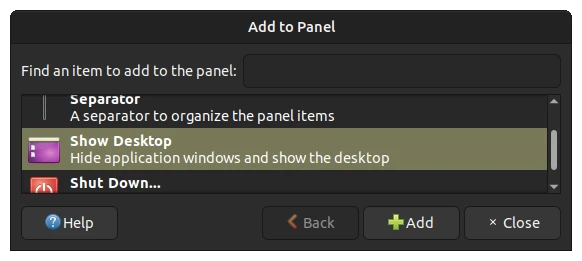 Add to Panel
Find an item to add to the panel:
Separator
A separator to organize the panel items
Show Desktop
Hide application windows and show the desktop
Shut Down...
Help
Back
Add
Close